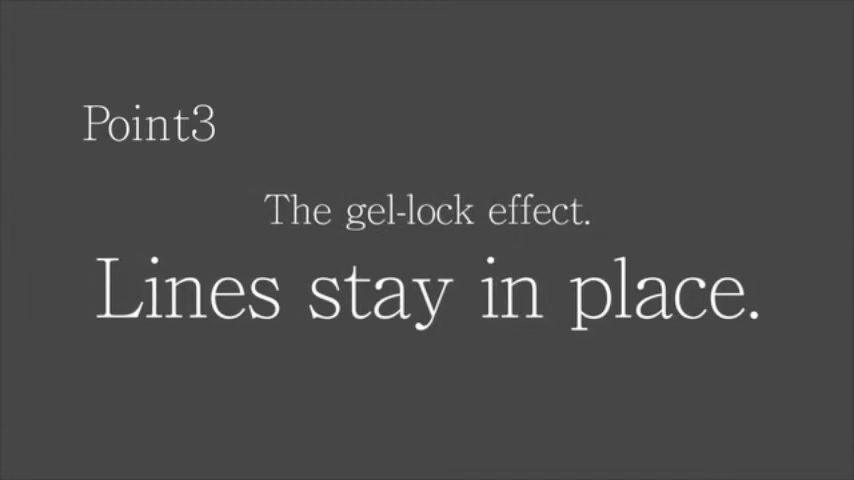 Point3
The gel-lock effect.
Lines stay in place.